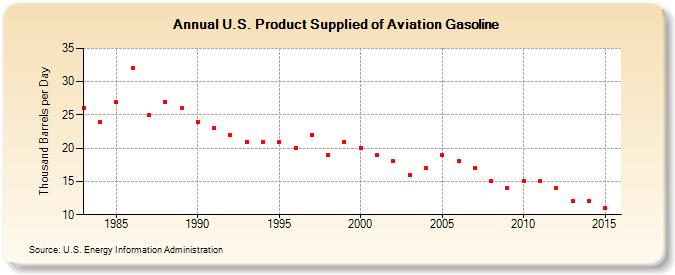 Annual U.S. Product Supplied of Aviation Gasoline
Thousand Barrels per Day
35
30
25
20
15
10
1985 1990 1995 2000 2005 2010 2015
Source: U.S. Energy Information Administration